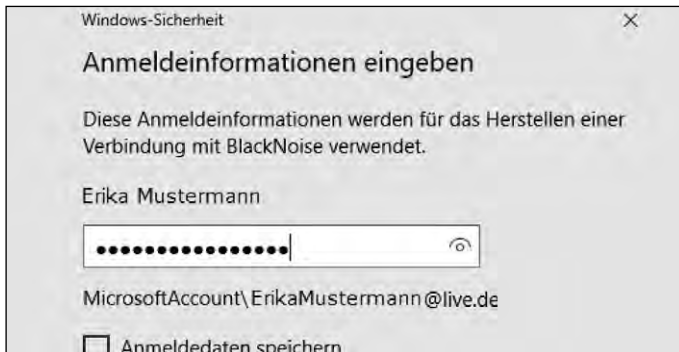 Windows-Sicherheit
Anmeldeinformationen eingeben
Diese Anmeldeinformationen werden für das Herstellen einer
Verbindung mit BlackNoise verwendet.
Erika Mustermann
••••••••••••••••
MicrosoftAccount\ErikaMustermann@live.de
Anmeldedaten speichern